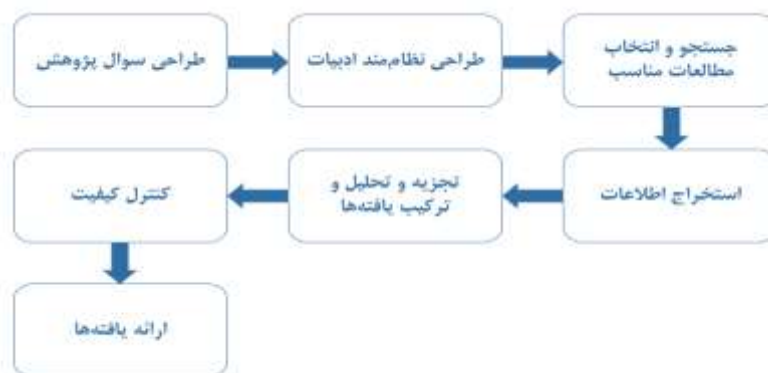 طراحی سوال پژوهش
طراحی نظام‌مند ادبیات
جستجو و انتخاب
مطالعات مناسب
استخراج اطلاعات
تجزیه و تحلیل و
ترکیب یافته‌ها
کنترل کیفیت
ارائه یافته‌ها